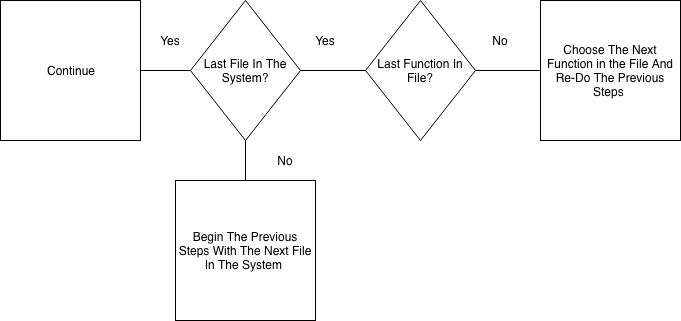 Continue
Yes
Last File In The
System?
Yes
Last Function In
File?
No
Choose The Next
Function in the File And
Re-Do The Previous
Steps
No
Begin The Previous
Steps With The Next File
In The System